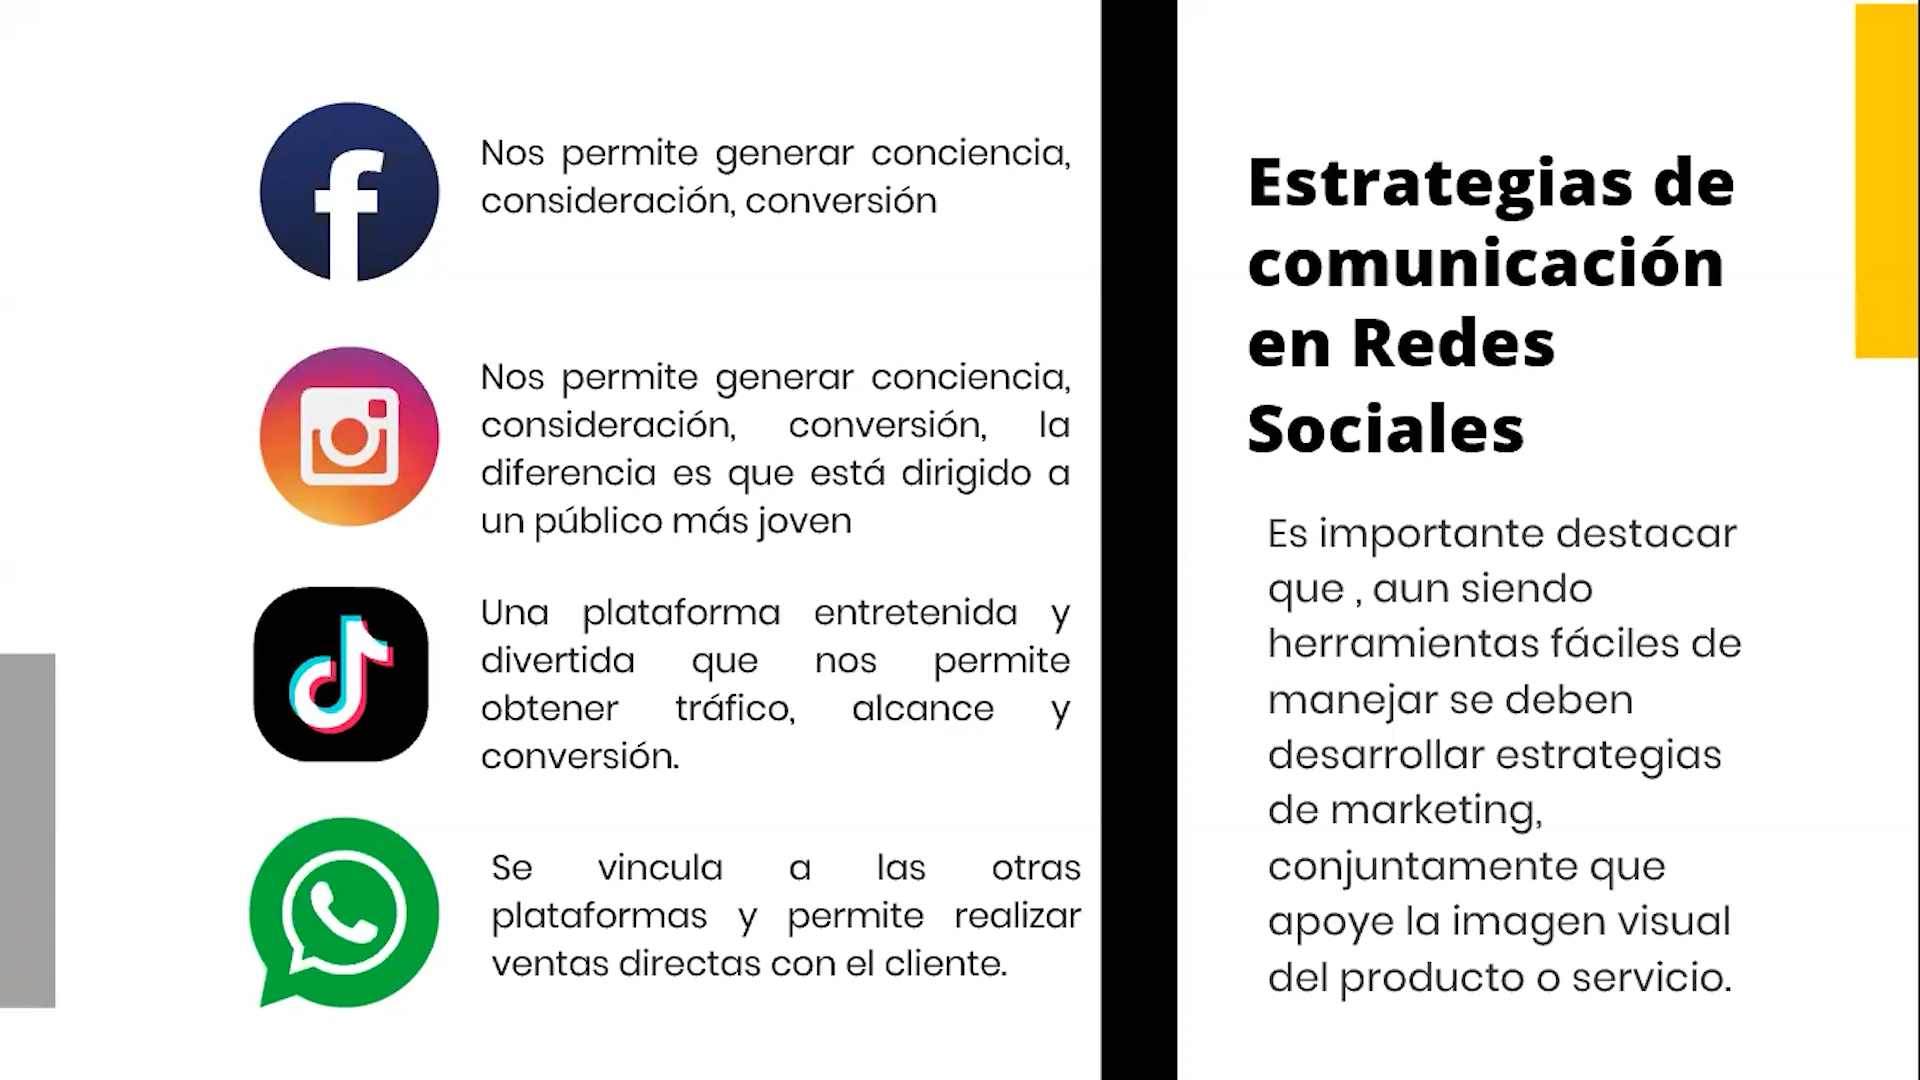 Nos permite generar conciencia,
consideración, conversión
Nos permite generar conciencia,
consideración, conversión, la
diferencia es que está dirigido a
un público más joven
Una plataforma entretenida y
divertida que nos permite
obtener tráfico, alcance y
conversión.
Se vincula a las otras
plataformas y permite realizar
ventas directas con el cliente.
Estrategias de
comunicación
en Redes
Sociales
Es importante destacar
que , aun siendo
herramientas fáciles de
manejar se deben
desarrollar estrategias
de marketing,
conjuntamente que
apoye la imagen visual
del producto o servicio.